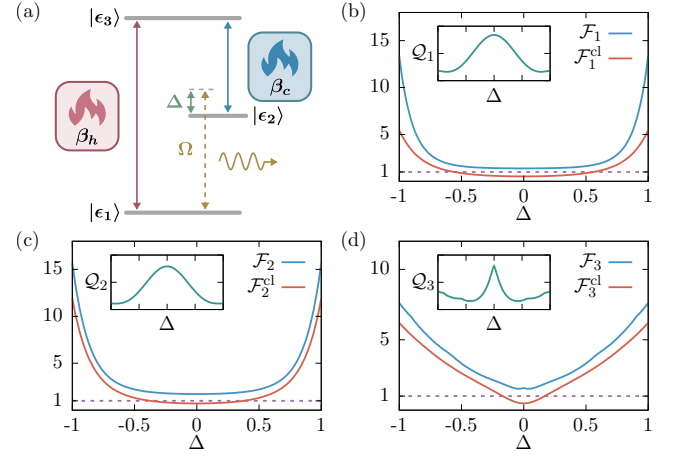 (a)
|ϵ₃⟩
β_h
β_c
Δ
|ϵ₂⟩
Ω
|ϵ₁⟩
(b)
15
10
5
1
-1 -0.5 0 0.5 1
Δ
Q₁
Δ
F₁
F₁^cl
(c)
15
10
5
1
-1 -0.5 0 0.5 1
Δ
Q₂
Δ
F₂
F₂^cl
(d)
10
5
1
-1 -0.5 0 0.5 1
Δ
Q₃
Δ
F₃
F₃^cl